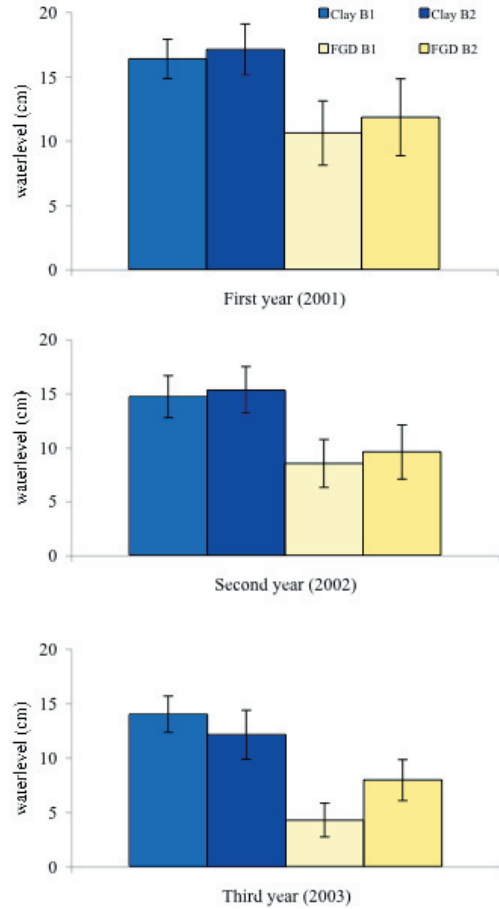 20
Clay B1
Clay B2
FGD B1
FGD B2
15
10
5
0
waterlevel (cm)
First year (2001)
20
15
10
5
0
waterlevel (cm)
Second year (2002)
20
15
10
5
0
waterlevel (cm)
Third year (2003)